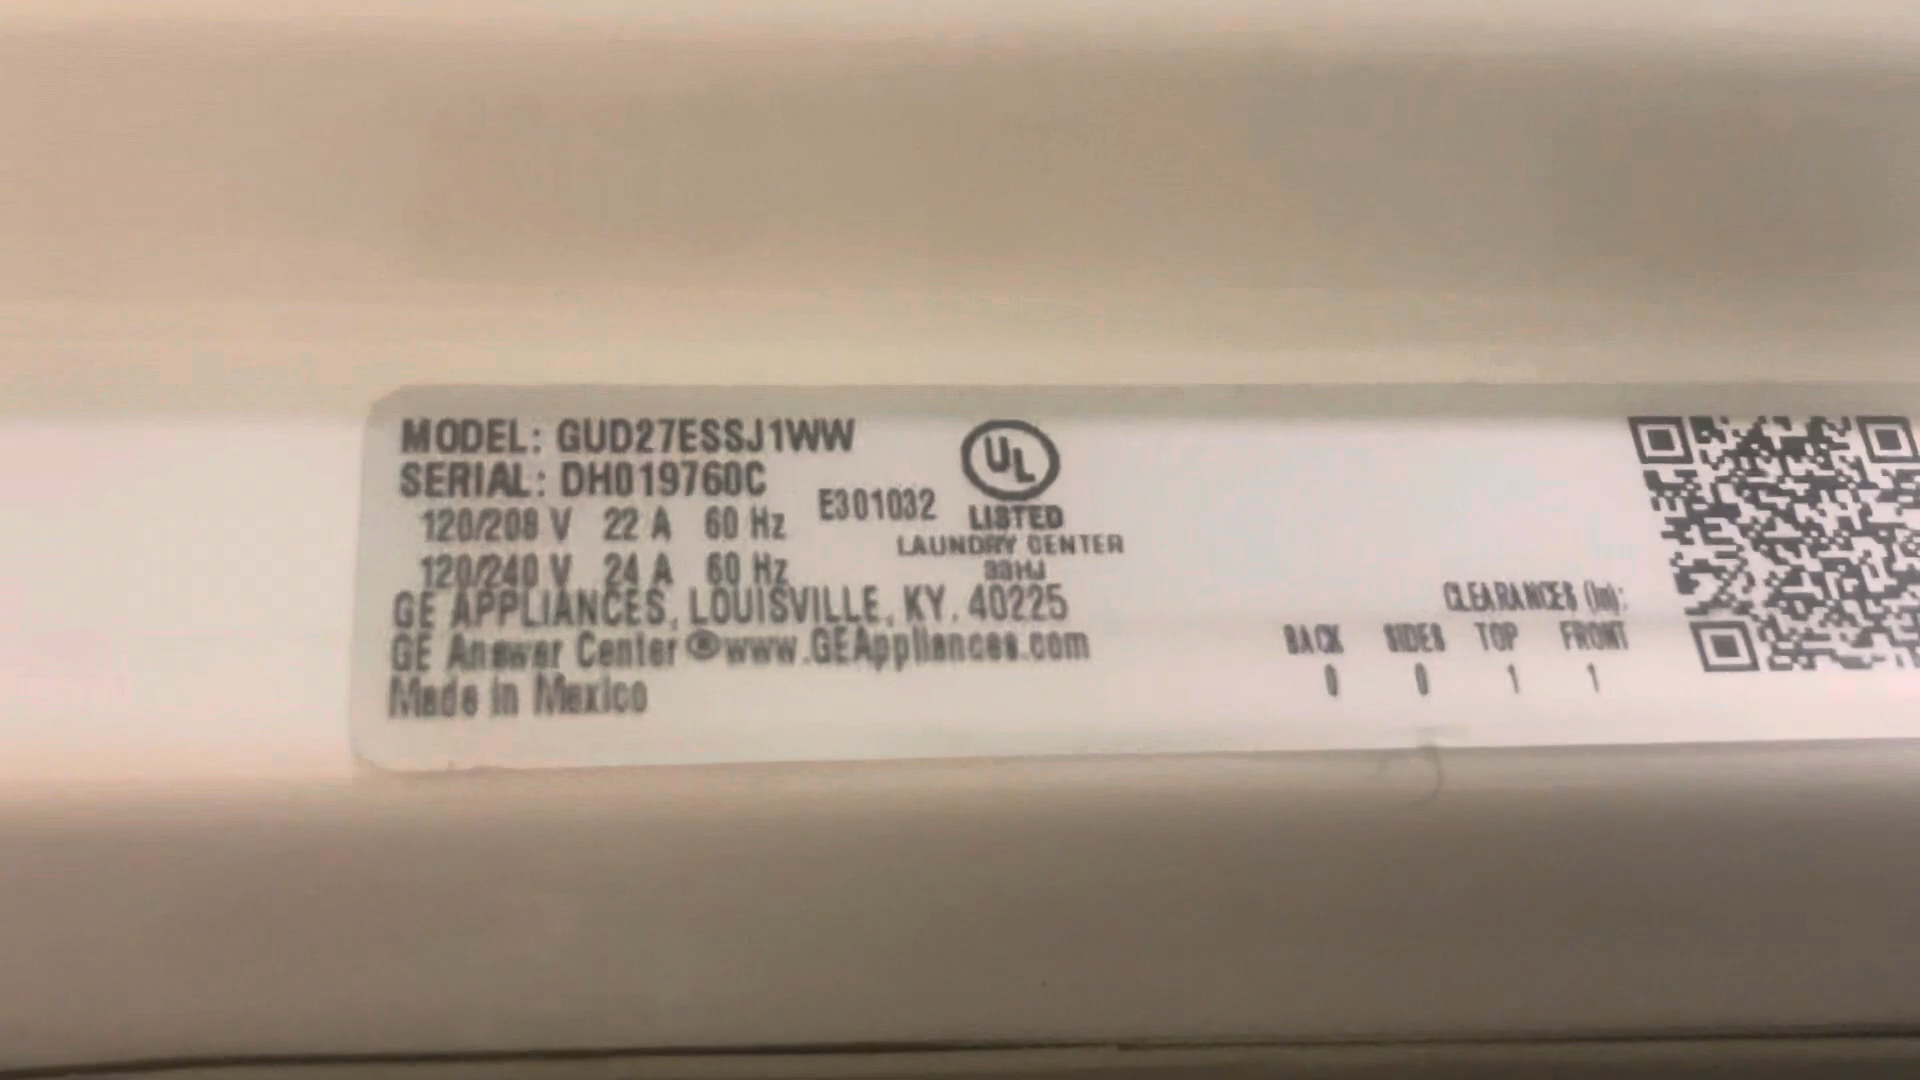 MODEL: GUD27ESSJ1WW
SERIAL: DH019760C
120/208 V 22 A 60 Hz
120/240 V 24 A 60 Hz
E301032
UL
LISTED
LAUNDRY CENTER
33HJ
GE APPLIANCES, LOUISVILLE, KY. 40225
GE Answer Center ® www.GEAppliances.com
Made in Mexico
CLEARANCES (in):
BACK SIDES TOP FRONT
0 0 1 1